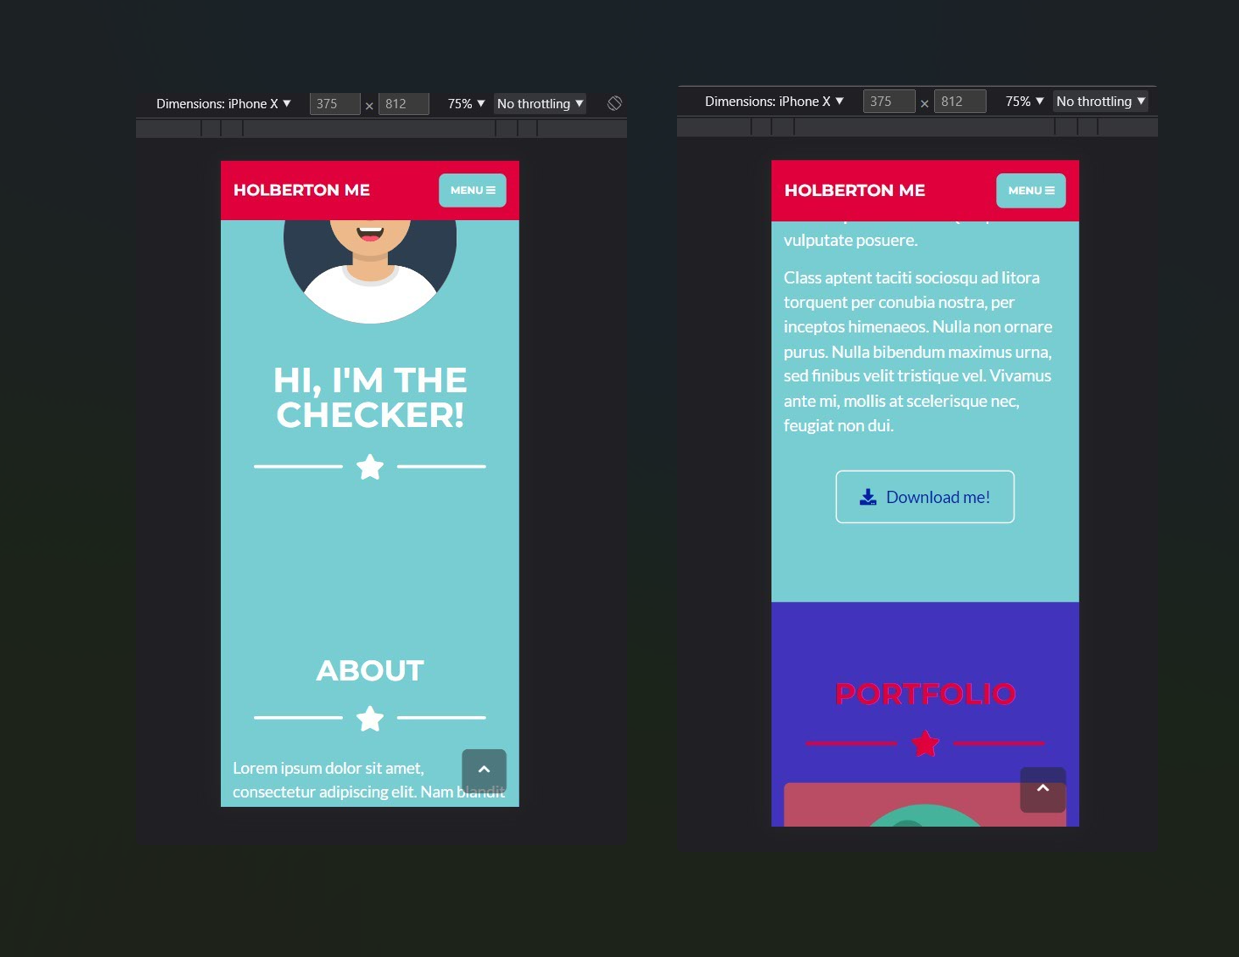 Dimensions: iPhone X ▼ 375 × 812 75% ▼ No throttling ▼
HOLBERTON ME
MENU
HI, I'M THE
CHECKER!
ABOUT
Lorem ipsum dolor sit amet,
consectetur adipiscing elit. Nam blandit
Dimensions: iPhone X ▼ 375 × 812 75% ▼ No throttling ▼
HOLBERTON ME
MENU
vulputate posuere.
Class aptent taciti sociosqu ad litora
torquent per conubia nostra, per
inceptos himenaeos. Nulla non ornare
purus. Nulla bibendum maximus urna,
sed finibus velit tristique vel. Vivamus
ante mi, mollis at scelerisque nec,
feugiat non dui.
Download me!
PORTFOLIO